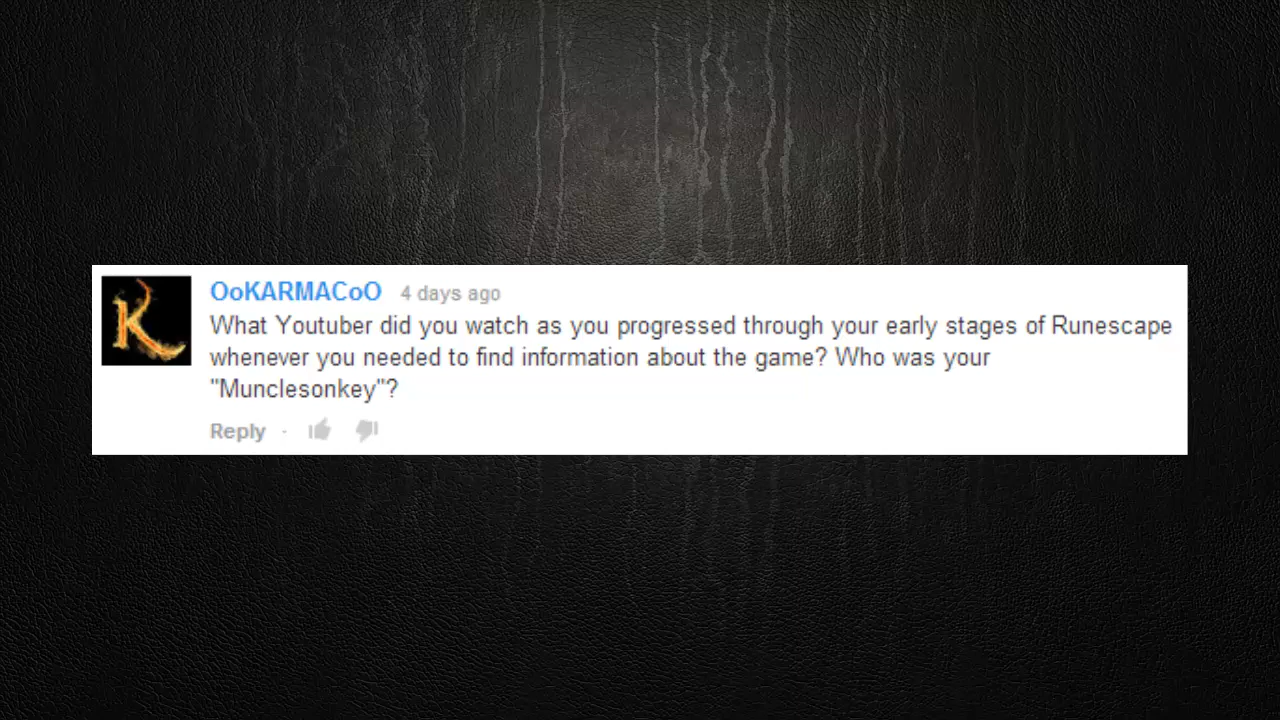 K
OoKARMACoO 4 days ago
What Youtuber did you watch as you progressed through your early stages of Runescape
whenever you needed to find information about the game? Who was your
"Munclesonkey"?
Reply ·